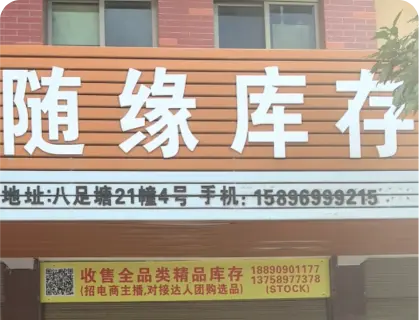 随缘库存
地址:八足塘21幢4号 手机:15896999215
收售全品类精品库存 18890901177
(招电商主播,对接达人团购选品) 13758977378
(STOCK)